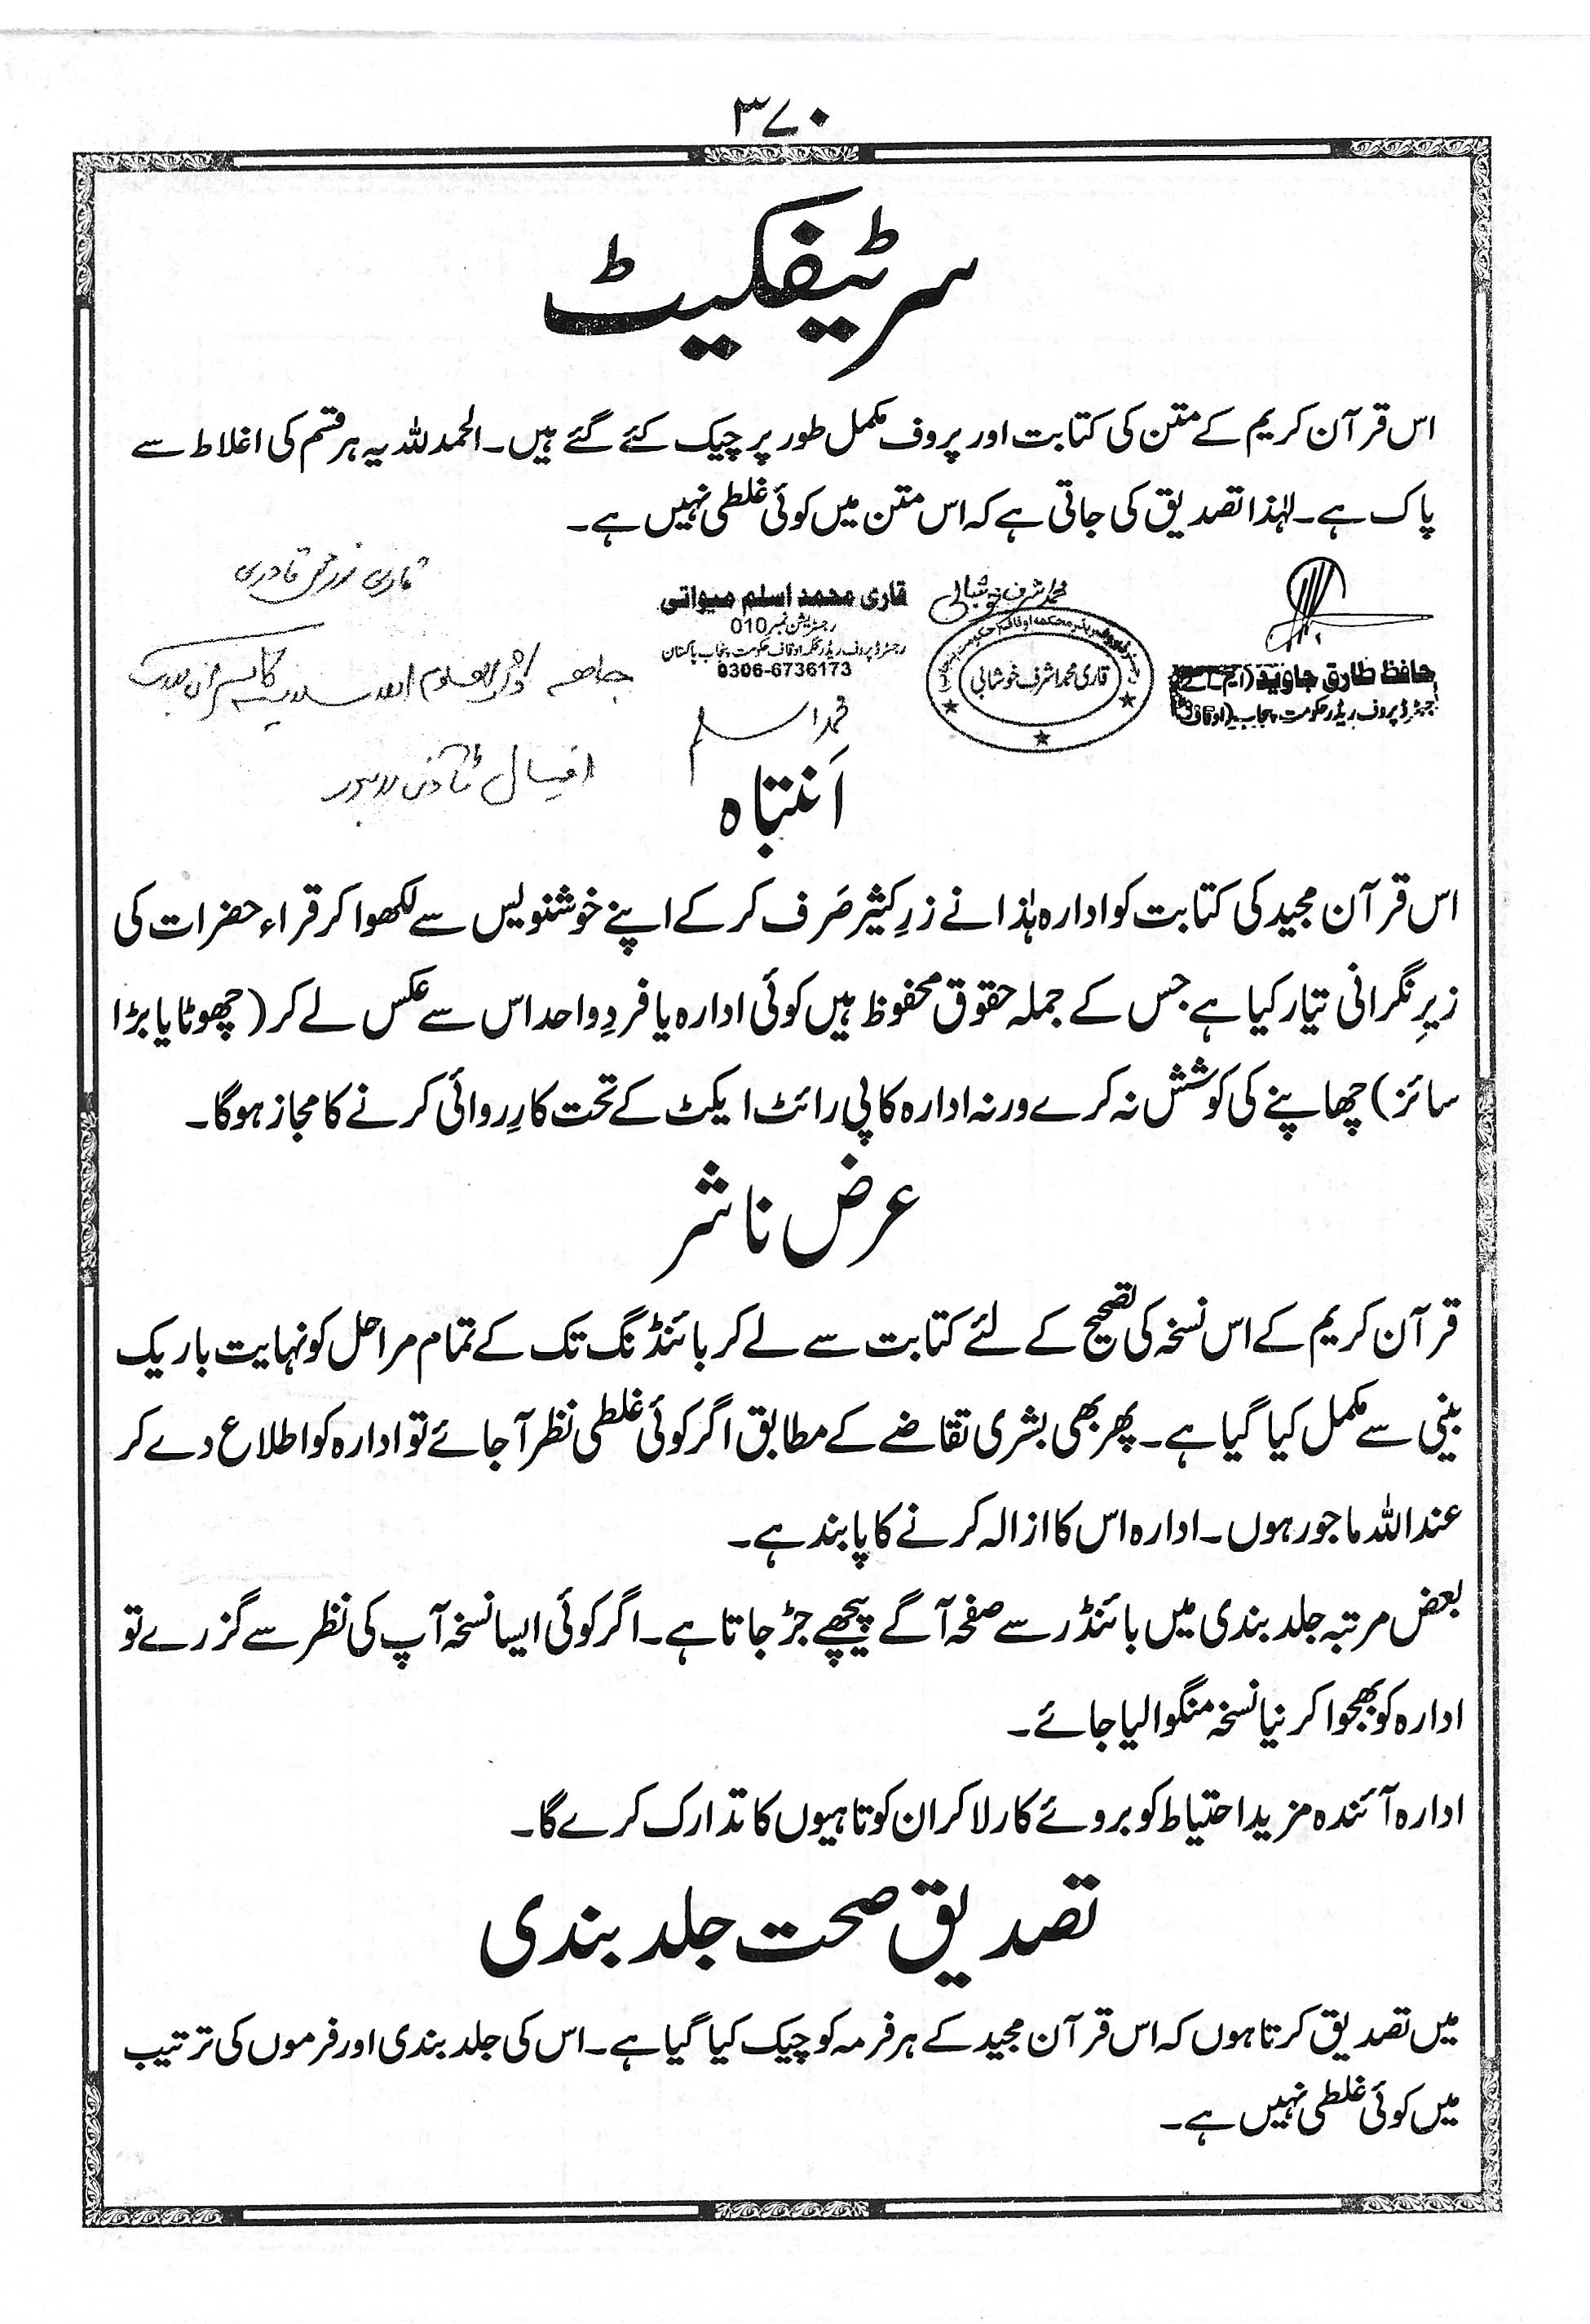 ۳۷۰
سرٹیفکیٹ
اس قرآن کریم کے متن کی کتابت اور پروف مکمل طور پر چیک کئے گئے ہیں۔ الحمدللہ یہ ہر قسم کی اغلاط سے
پاک ہے۔ لہٰذا تصدیق کی جاتی ہے کہ اس متن میں کوئی غلطی نہیں ہے۔
حافظ طارق جاوید (ایم اے)
رجسٹرڈ پروف ریڈر حکومت پنجاب (اوقاف)
محمد اشرف خوشابی
قاری محمد اشرف خوشابی
قاری محمد اسلم میواتی
رجسٹریشن نمبر 010
رجسٹرڈ پروف ریڈر محکمہ اوقاف حکومت پنجاب پاکستان
0306-6736173
محمد اسلم
قاری قادری
جامعہ
اقبال ٹاؤن لاہور
اَنتباہ
اس قرآن مجید کی کتابت کو ادارہ ہٰذا نے زرِ کثیر صَرف کر کے اپنے خوشنویس سے لکھوا کر قراء حضرات کی
زیرِ نگرانی تیار کیا ہے جس کے جملہ حقوق محفوظ ہیں کوئی ادارہ یا فردِ واحد اس سے عکس لے کر (چھوٹا یا بڑا
سائز) چھاپنے کی کوشش نہ کرے ورنہ ادارہ کاپی رائٹ ایکٹ کے تحت کارِروائی کرنے کا مجاز ہوگا۔
عرض ناشر
قرآن کریم کے اس نسخہ کی تصحیح کے لئے کتابت سے لے کر بائنڈنگ تک کے تمام مراحل کو نہایت باریک
بینی سے مکمل کیا گیا ہے۔ پھر بھی بشری تقاضے کے مطابق اگر کوئی غلطی نظر آجائے تو ادارہ کو اطلاع دے کر
عنداللہ ماجور ہوں۔ ادارہ اس کا ازالہ کرنے کا پابند ہے۔
بعض مرتبہ جلد بندی میں بائنڈر سے صفحہ آگے پیچھے جڑ جاتا ہے۔ اگر کوئی ایسا نسخہ آپ کی نظر سے گزرے تو
ادارہ کو بھجوا کر نیا نسخہ منگوا لیا جائے۔
ادارہ آئندہ مزید احتیاط کو بروئے کار لا کر ان کوتاہیوں کا تدارک کرے گا۔
تصدیق صحت جلد بندی
میں تصدیق کرتا ہوں کہ اس قرآن مجید کے ہر فرمہ کو چیک کیا گیا ہے۔ اس کی جلد بندی اور فرموں کی ترتیب
میں کوئی غلطی نہیں ہے۔